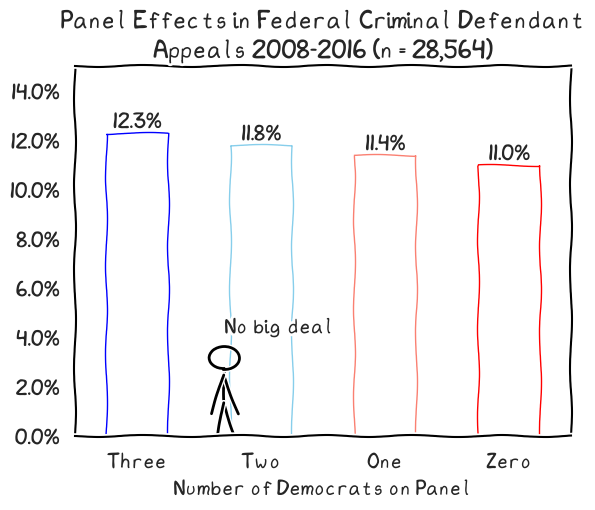 Panel Effects in Federal Criminal Defendant
Appeals 2008-2016 (n = 28,564)
14.0%
12.0%
10.0%
8.0%
6.0%
4.0%
2.0%
0.0%
12.3%
11.8%
11.4%
11.0%
No big deal
Three Two One Zero
Number of Democrats on Panel